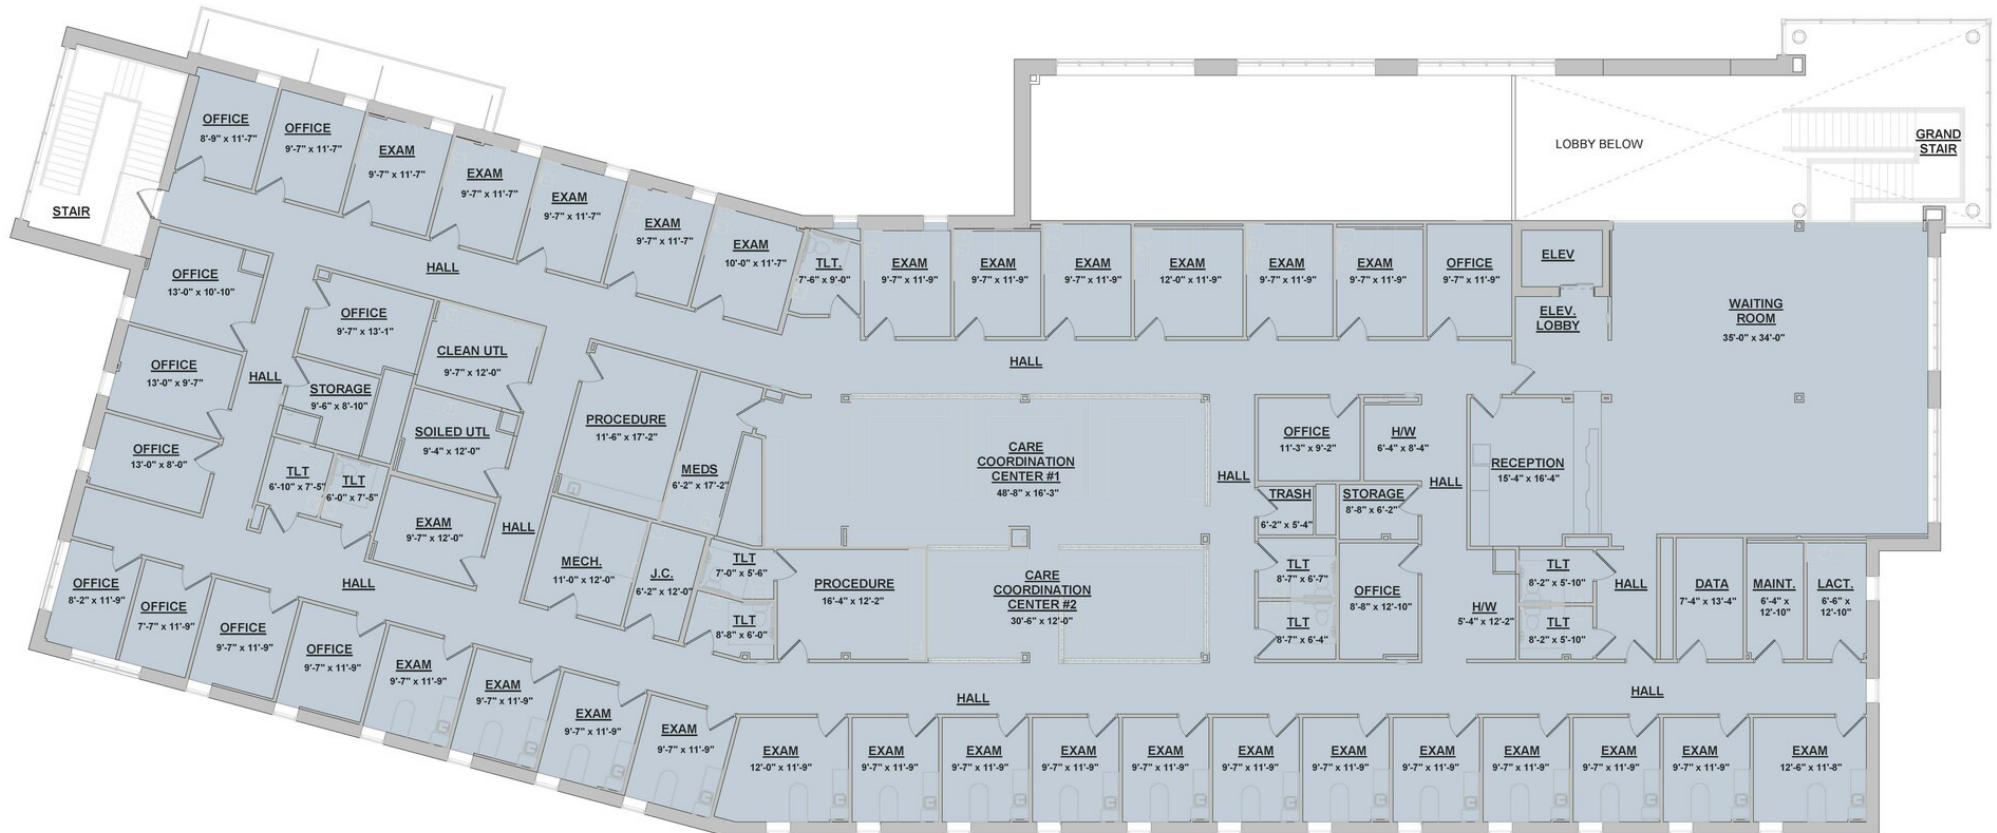 OFFICE
8'-9" x 11'-7"
OFFICE
9'-7" x 11'-7"
EXAM
9'-7" x 11'-7"
EXAM
9'-7" x 11'-7"
EXAM
9'-7" x 11'-7"
EXAM
9'-7" x 11'-7"
EXAM
10'-0" x 11'-7"
TLT.
7'-6" x 9'-0"
EXAM
9'-7" x 11'-9"
EXAM
9'-7" x 11'-9"
EXAM
9'-7" x 11'-9"
EXAM
12'-0" x 11'-9"
EXAM
9'-7" x 11'-9"
EXAM
9'-7" x 11'-9"
OFFICE
9'-7" x 11'-9"
ELEV
ELEV.
LOBBY
LOBBY BELOW
GRAND
STAIR
WAITING
ROOM
35'-0" x 34'-0"
STAIR
HALL
HALL
OFFICE
13'-0" x 10'-10"
OFFICE
9'-7" x 13'-1"
CLEAN UTL
9'-7" x 12'-0"
OFFICE
13'-0" x 9'-7"
HALL
STORAGE
9'-6" x 8'-10"
SOILED UTL
9'-4" x 12'-0"
PROCEDURE
11'-6" x 17'-2"
MEDS
6'-2" x 17'-2"
CARE
COORDINATION
CENTER #1
48'-8" x 16'-3"
HALL
OFFICE
11'-3" x 9'-2"
H/W
6'-4" x 8'-4"
HALL
RECEPTION
15'-4" x 16'-4"
OFFICE
13'-0" x 8'-0"
TLT
6'-10" x 7'-5"
TLT
6'-0" x 7'-5"
EXAM
9'-7" x 12'-0"
HALL
TRASH
6'-2" x 5'-4"
STORAGE
8'-8" x 6'-2"
MECH.
11'-0" x 12'-0"
J.C.
6'-2" x 12'-0"
TLT
7'-0" x 5'-6"
TLT
8'-8" x 6'-0"
PROCEDURE
16'-4" x 12'-2"
CARE
COORDINATION
CENTER #2
30'-6" x 12'-0"
TLT
8'-7" x 6'-7"
TLT
8'-7" x 6'-4"
OFFICE
8'-8" x 12'-10"
H/W
5'-4" x 12'-2"
TLT
8'-2" x 5'-10"
TLT
8'-2" x 5'-10"
HALL
DATA
7'-4" x 13'-4"
MAINT.
6'-4" x
12'-10"
LACT.
6'-6" x
12'-10"
HALL
HALL
HALL
OFFICE
8'-2" x 11'-9"
OFFICE
7'-7" x 11'-9"
OFFICE
9'-7" x 11'-9"
OFFICE
9'-7" x 11'-9"
EXAM
9'-7" x 11'-9"
EXAM
9'-7" x 11'-9"
EXAM
9'-7" x 11'-9"
EXAM
9'-7" x 11'-9"
EXAM
12'-0" x 11'-9"
EXAM
9'-7" x 11'-9"
EXAM
9'-7" x 11'-9"
EXAM
9'-7" x 11'-9"
EXAM
9'-7" x 11'-9"
EXAM
9'-7" x 11'-9"
EXAM
9'-7" x 11'-9"
EXAM
9'-7" x 11'-9"
EXAM
9'-7" x 11'-9"
EXAM
9'-7" x 11'-9"
EXAM
9'-7" x 11'-9"
EXAM
12'-6" x 11'-8"